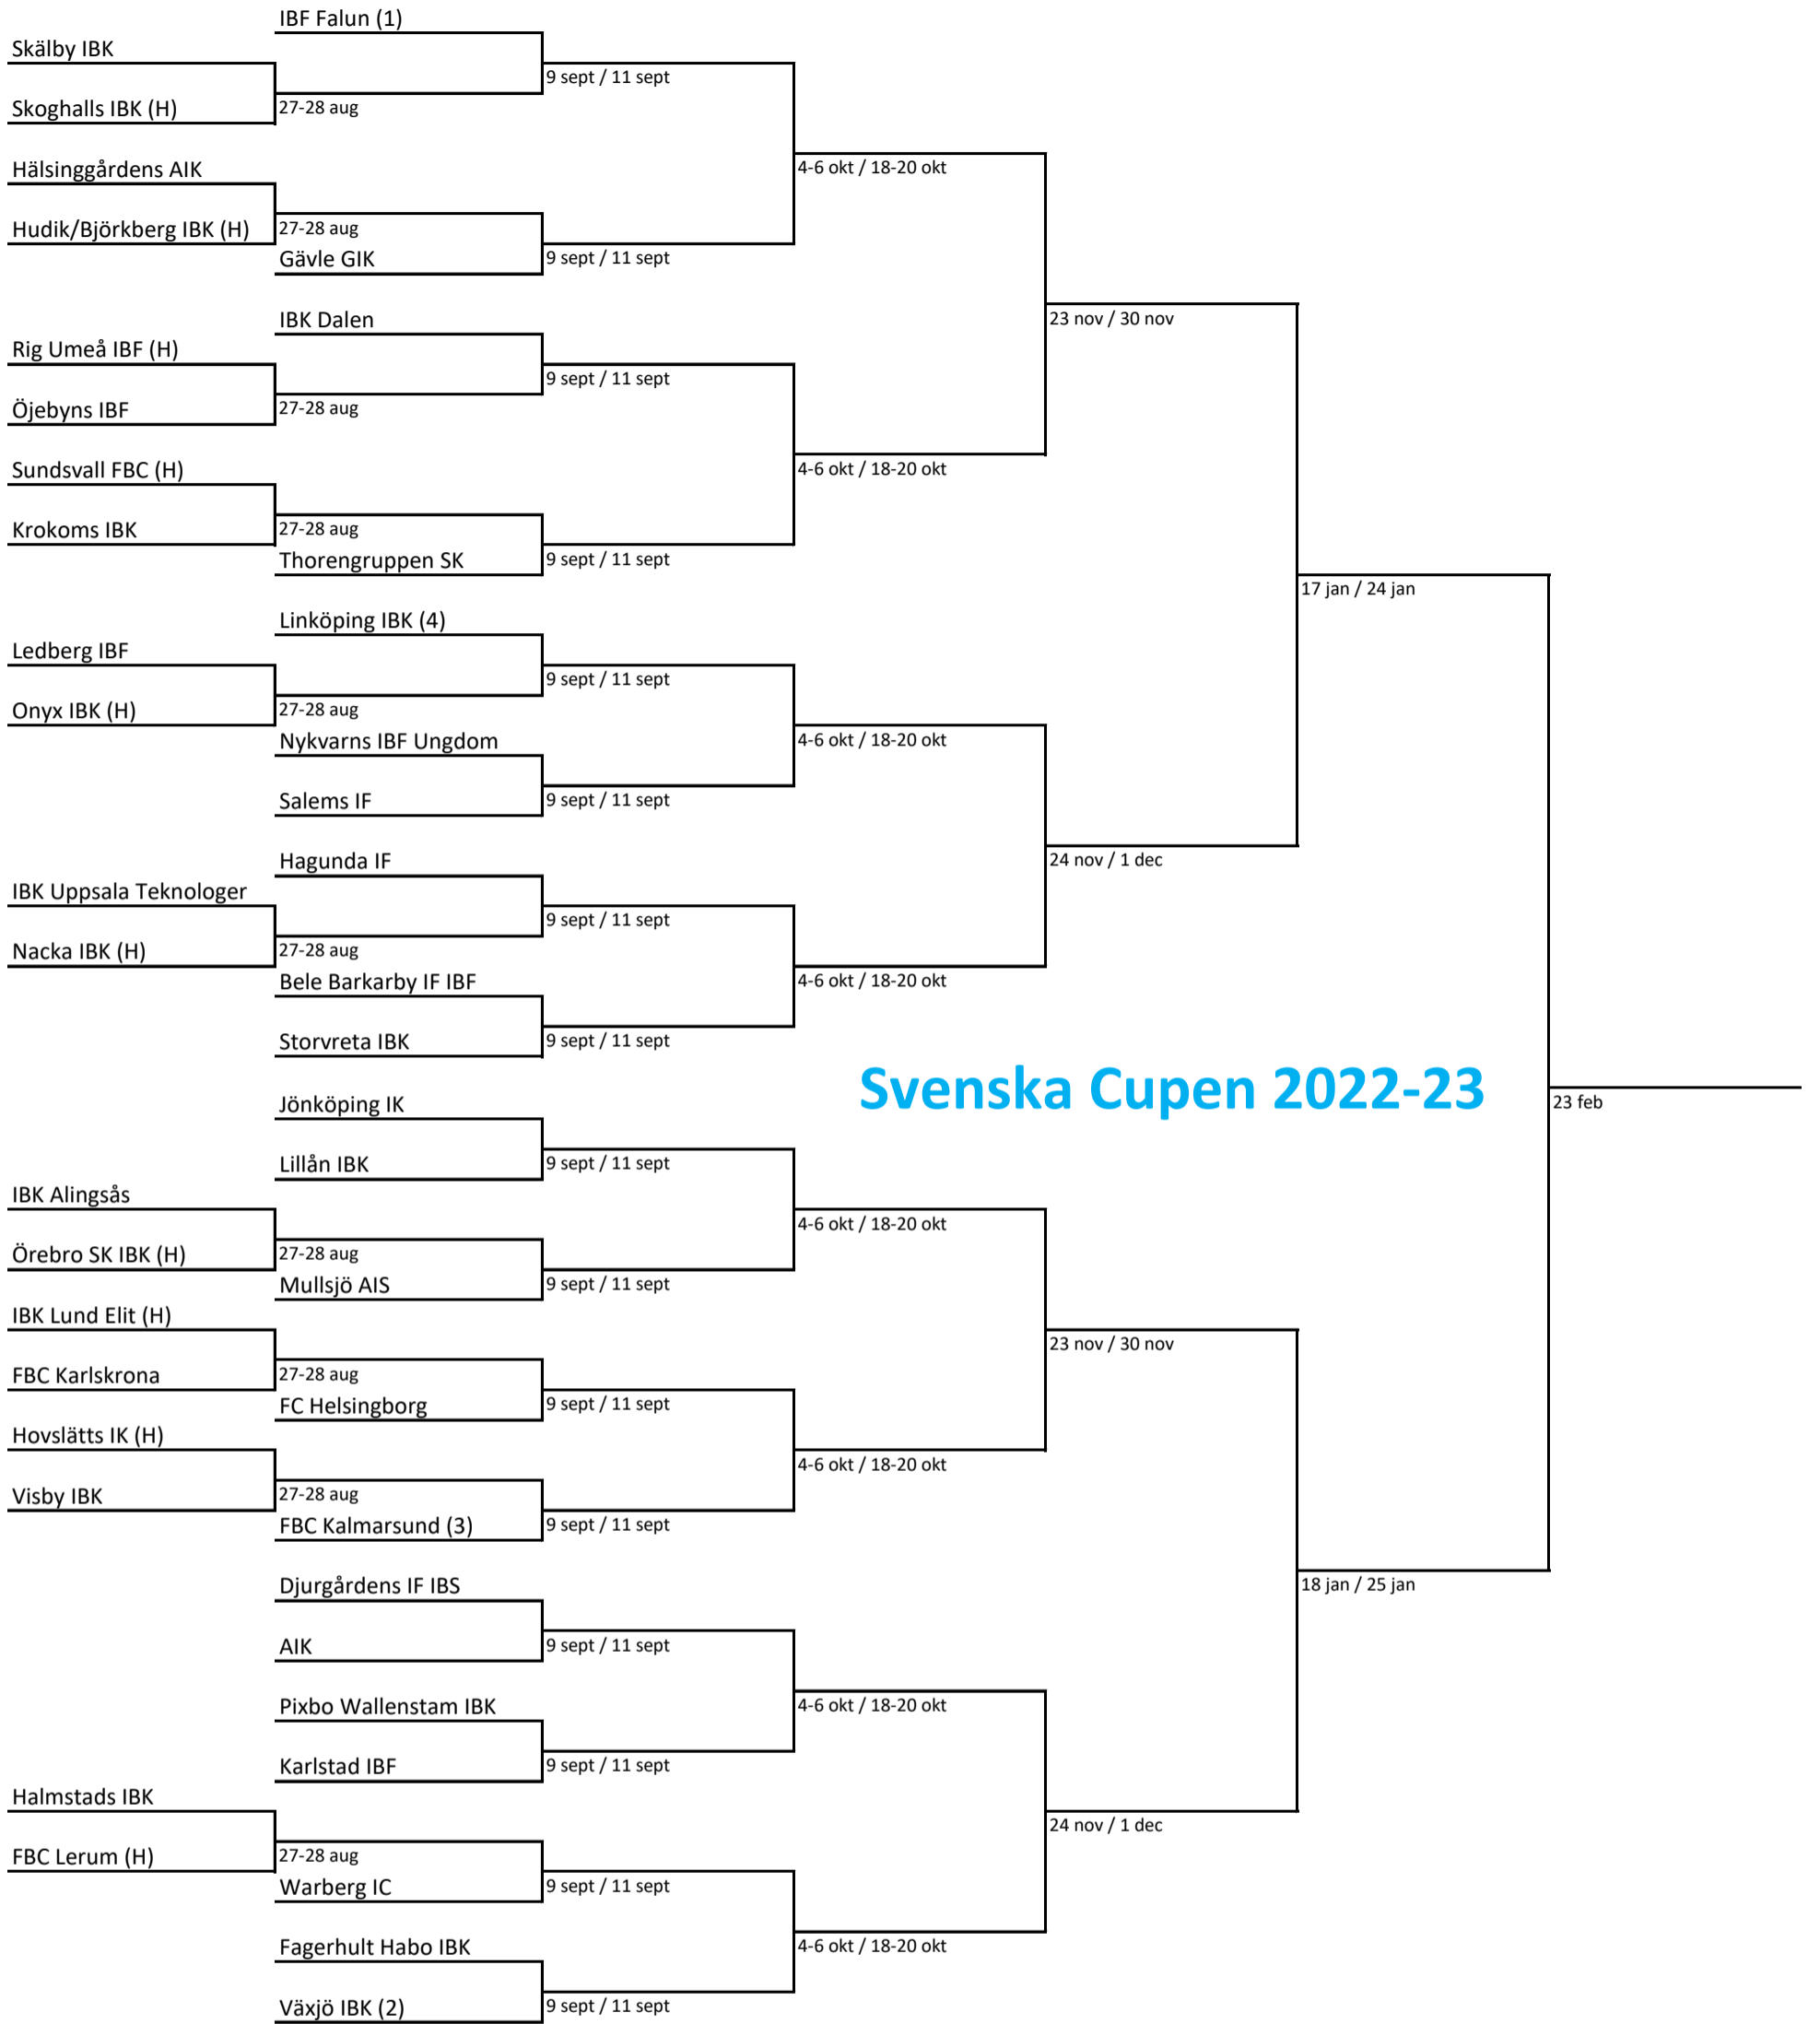 IBF Falun (1)
Skälby IBK
9 sept / 11 sept
Skoghalls IBK (H)
27-28 aug
Hälsinggårdens AIK
4-6 okt / 18-20 okt
Hudik/Björkberg IBK (H)
27-28 aug
Gävle GIK
9 sept / 11 sept
IBK Dalen
23 nov / 30 nov
Rig Umeå IBF (H)
9 sept / 11 sept
Öjebyns IBF
27-28 aug
Sundsvall FBC (H)
4-6 okt / 18-20 okt
Krokoms IBK
27-28 aug
Thorengruppen SK
9 sept / 11 sept
17 jan / 24 jan
Linköping IBK (4)
Ledberg IBF
9 sept / 11 sept
Onyx IBK (H)
27-28 aug
Nykvarns IBF Ungdom
4-6 okt / 18-20 okt
Salems IF
9 sept / 11 sept
Hagunda IF
24 nov / 1 dec
IBK Uppsala Teknologer
9 sept / 11 sept
Nacka IBK (H)
27-28 aug
Bele Barkarby IF IBF
4-6 okt / 18-20 okt
Storvreta IBK
9 sept / 11 sept
Svenska Cupen 2022-23
23 feb
Jönköping IK
Lillån IBK
9 sept / 11 sept
IBK Alingsås
4-6 okt / 18-20 okt
Örebro SK IBK (H)
27-28 aug
Mullsjö AIS
9 sept / 11 sept
IBK Lund Elit (H)
23 nov / 30 nov
FBC Karlskrona
27-28 aug
FC Helsingborg
9 sept / 11 sept
Hovslätts IK (H)
4-6 okt / 18-20 okt
Visby IBK
27-28 aug
FBC Kalmarsund (3)
9 sept / 11 sept
Djurgårdens IF IBS
18 jan / 25 jan
AIK
9 sept / 11 sept
Pixbo Wallenstam IBK
4-6 okt / 18-20 okt
Karlstad IBF
9 sept / 11 sept
Halmstads IBK
24 nov / 1 dec
FBC Lerum (H)
27-28 aug
Warberg IC
9 sept / 11 sept
Fagerhult Habo IBK
4-6 okt / 18-20 okt
Växjö IBK (2)
9 sept / 11 sept